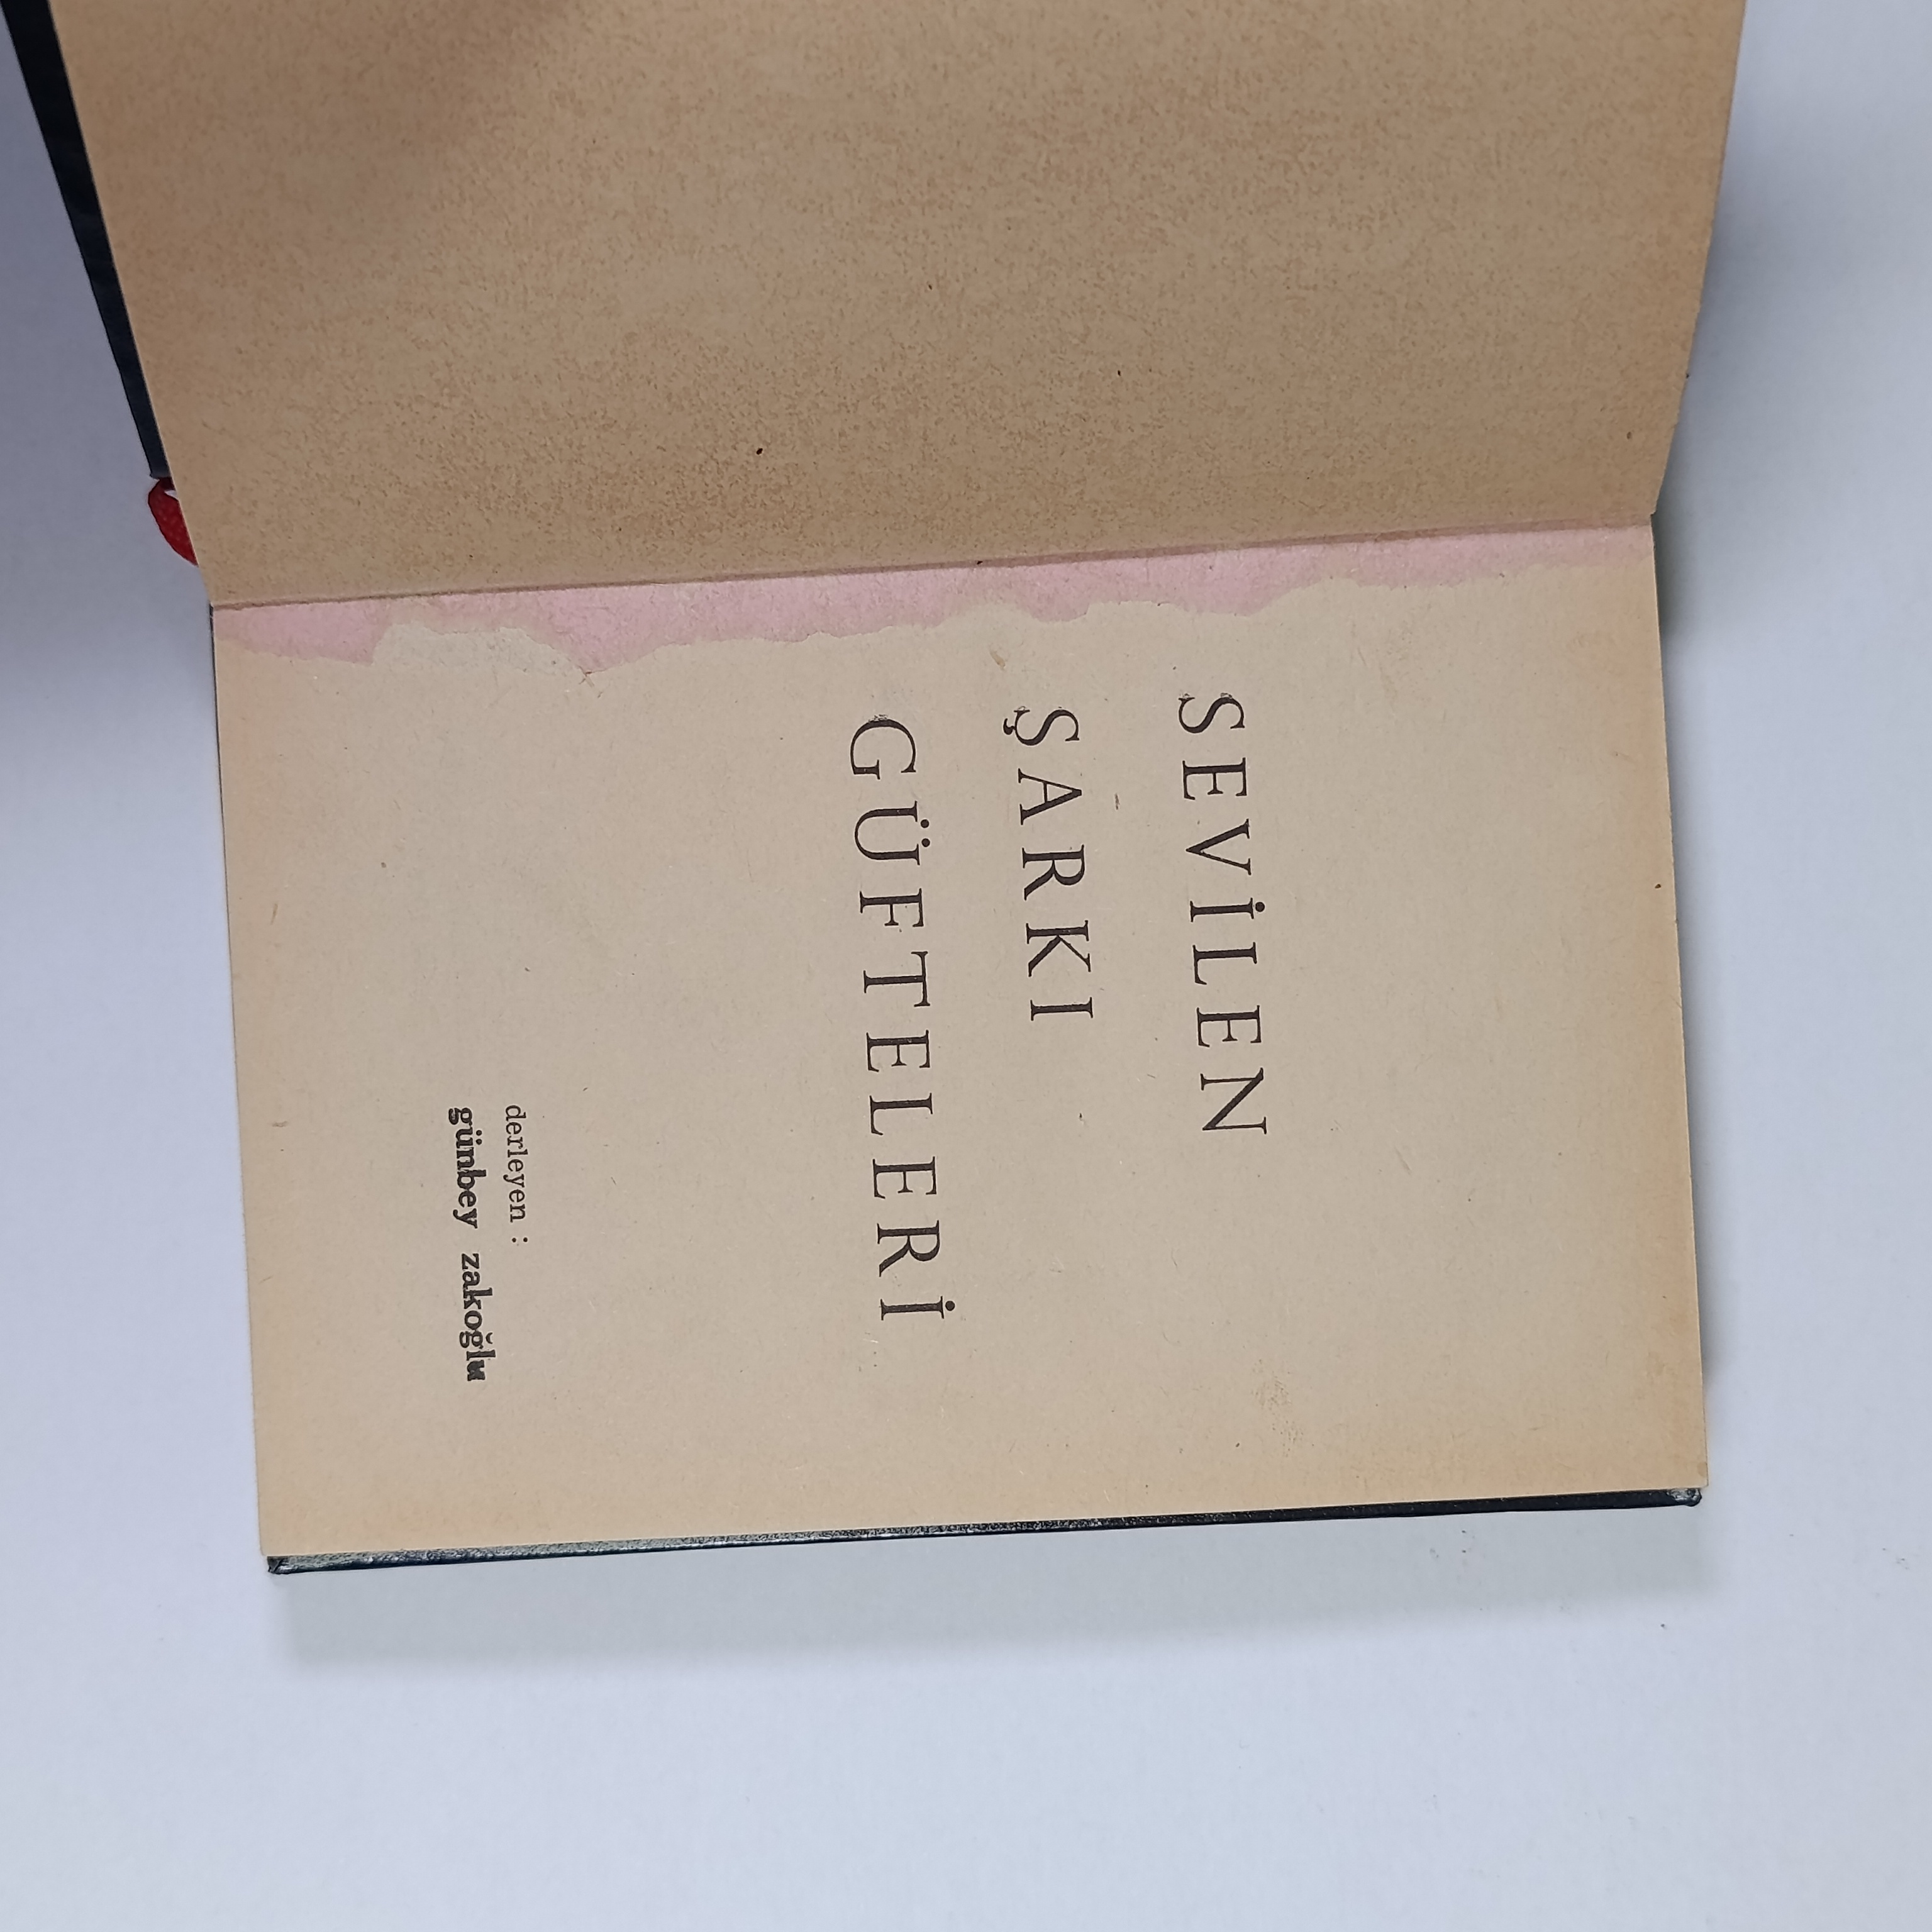 SEVİLEN
ŞARKI
GÜFTELERİ
derleyen :
günbey zakoğlu